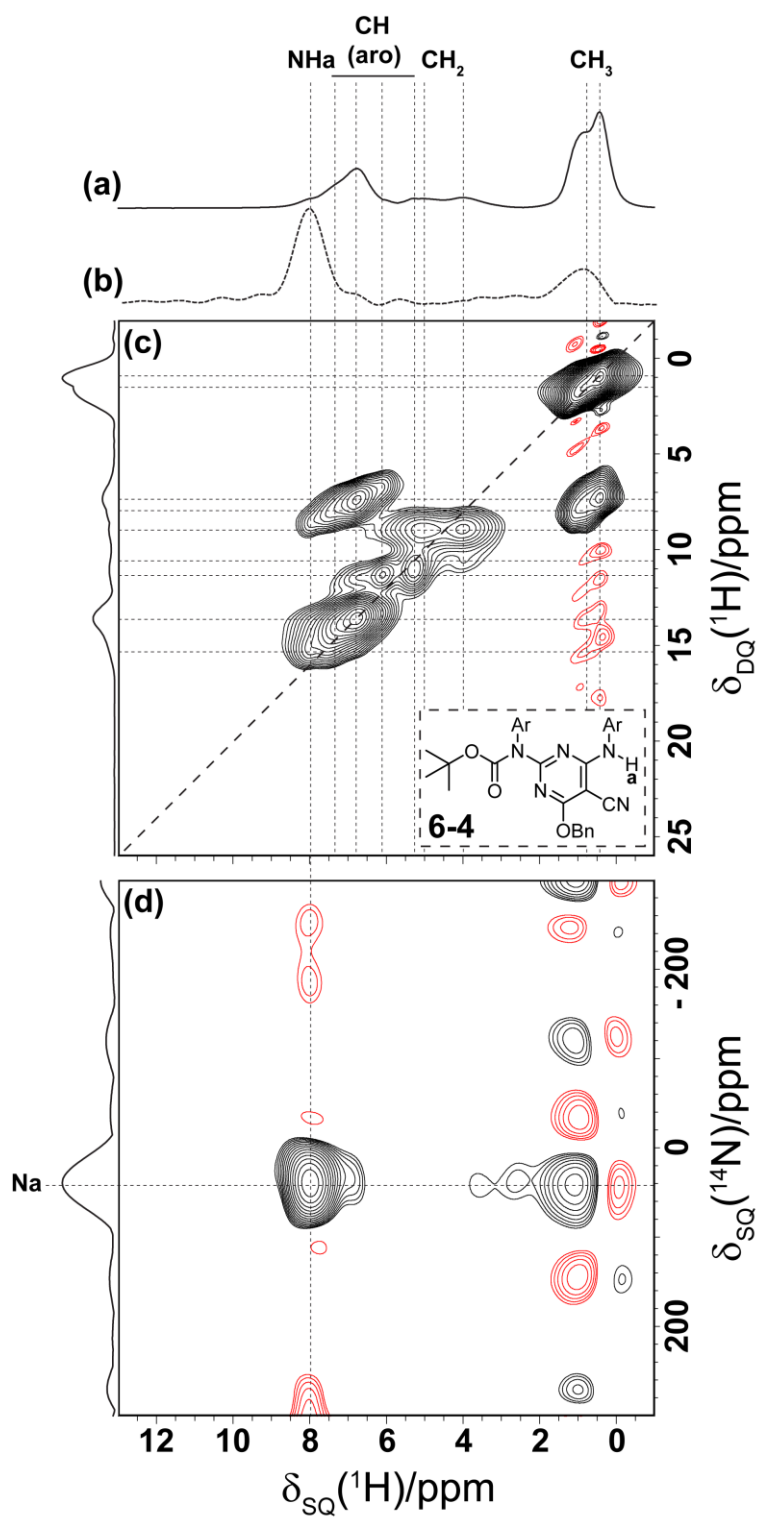 CH
(aro)
NHa
CH₂
CH₃
(a)
(b)
(c)
0
5
10
15
20
25
δDQ(¹H)/ppm
Ar
Ar
O
N
N
N
H
a
O
N
CN
6-4
OBn
(d)
- 200
0
200
Na
δSQ(¹⁴N)/ppm
12 10 8 6 4 2 0
δSQ(¹H)/ppm